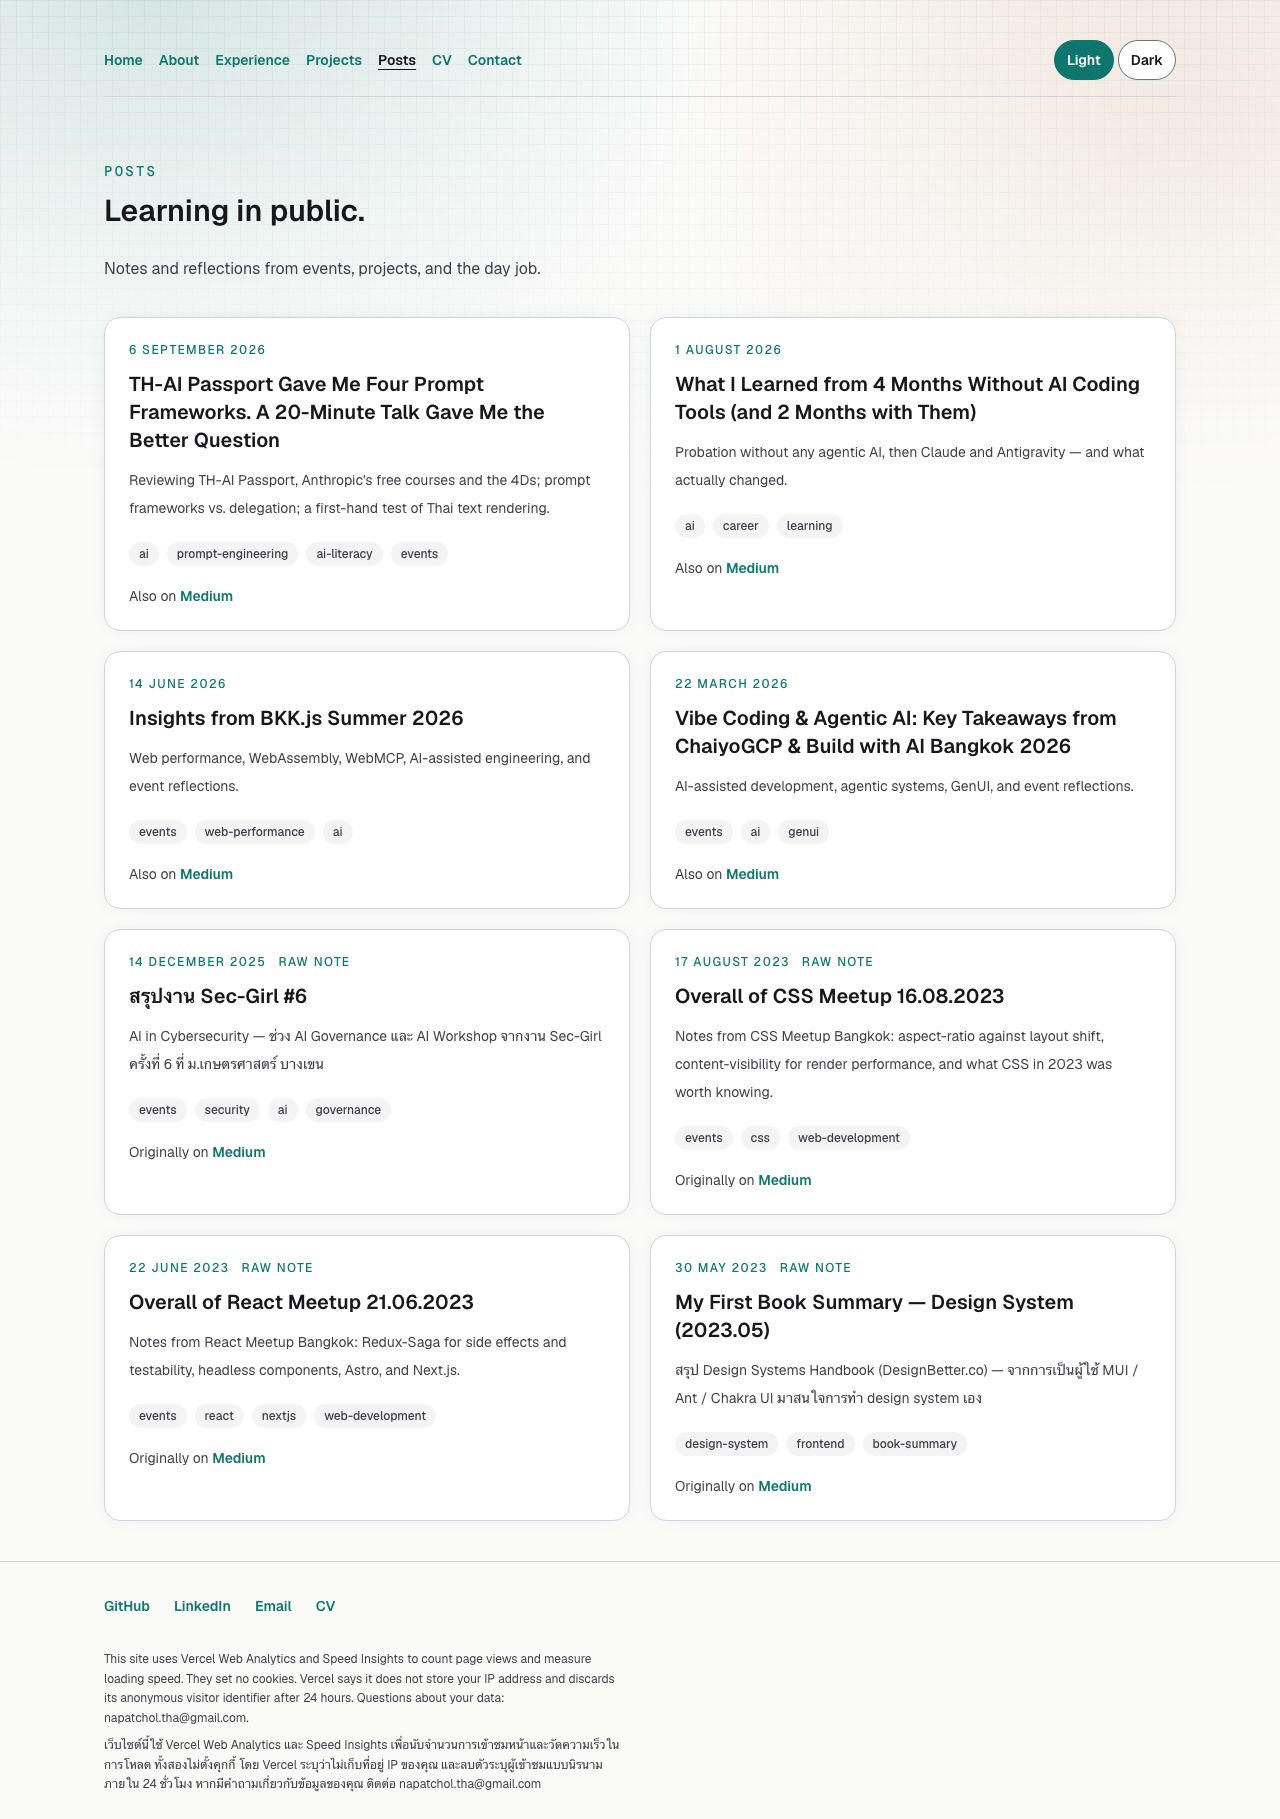 Home About Experience Projects Posts CV Contact Light Dark
POSTS
Learning in public.
Notes and reflections from events, projects, and the day job.
6 SEPTEMBER 2026
TH-AI Passport Gave Me Four Prompt
Frameworks. A 20-Minute Talk Gave Me the
Better Question
Reviewing TH-AI Passport, Anthropic's free courses and the 4Ds; prompt
frameworks vs. delegation; a first-hand test of Thai text rendering.
ai prompt-engineering ai-literacy events
Also on Medium
1 AUGUST 2026
What I Learned from 4 Months Without AI Coding
Tools (and 2 Months with Them)
Probation without any agentic AI, then Claude and Antigravity — and what
actually changed.
ai career learning
Also on Medium
14 JUNE 2026
Insights from BKK.js Summer 2026
Web performance, WebAssembly, WebMCP, AI-assisted engineering, and
event reflections.
events web-performance ai
Also on Medium
22 MARCH 2026
Vibe Coding & Agentic AI: Key Takeaways from
ChaiyoGCP & Build with AI Bangkok 2026
AI-assisted development, agentic systems, GenUI, and event reflections.
events ai genui
Also on Medium
14 DECEMBER 2025 RAW NOTE
สรุปงาน Sec-Girl #6
AI in Cybersecurity — ช่วง AI Governance และ AI Workshop จากงาน Sec-Girl
ครั้งที่ 6 ที่ ม.เกษตรศาสตร์ บางเขน
events security ai governance
Originally on Medium
17 AUGUST 2023 RAW NOTE
Overall of CSS Meetup 16.08.2023
Notes from CSS Meetup Bangkok: aspect-ratio against layout shift,
content-visibility for render performance, and what CSS in 2023 was
worth knowing.
events css web-development
Originally on Medium
22 JUNE 2023 RAW NOTE
Overall of React Meetup 21.06.2023
Notes from React Meetup Bangkok: Redux-Saga for side effects and
testability, headless components, Astro, and Next.js.
events react nextjs web-development
Originally on Medium
30 MAY 2023 RAW NOTE
My First Book Summary — Design System
(2023.05)
สรุป Design Systems Handbook (DesignBetter.co) — จากการเป็นผู้ใช้ MUI /
Ant / Chakra UI มาสนใจการทำ design system เอง
design-system frontend book-summary
Originally on Medium
GitHub LinkedIn Email CV
This site uses Vercel Web Analytics and Speed Insights to count page views and measure
loading speed. They set no cookies. Vercel says it does not store your IP address and discards
its anonymous visitor identifier after 24 hours. Questions about your data:
napatchol.tha@gmail.com.
เว็บไซต์นี้ใช้ Vercel Web Analytics และ Speed Insights เพื่อนับจำนวนการเข้าชมหน้าและวัดความเร็วใน
การโหลด ทั้งสองไม่ตั้งคุกกี้ โดย Vercel ระบุว่าไม่เก็บที่อยู่ IP ของคุณ และลบตัวระบุผู้เข้าชมแบบนิรนาม
ภายใน 24 ชั่วโมง หากมีคำถามเกี่ยวกับข้อมูลของคุณ ติดต่อ napatchol.tha@gmail.com